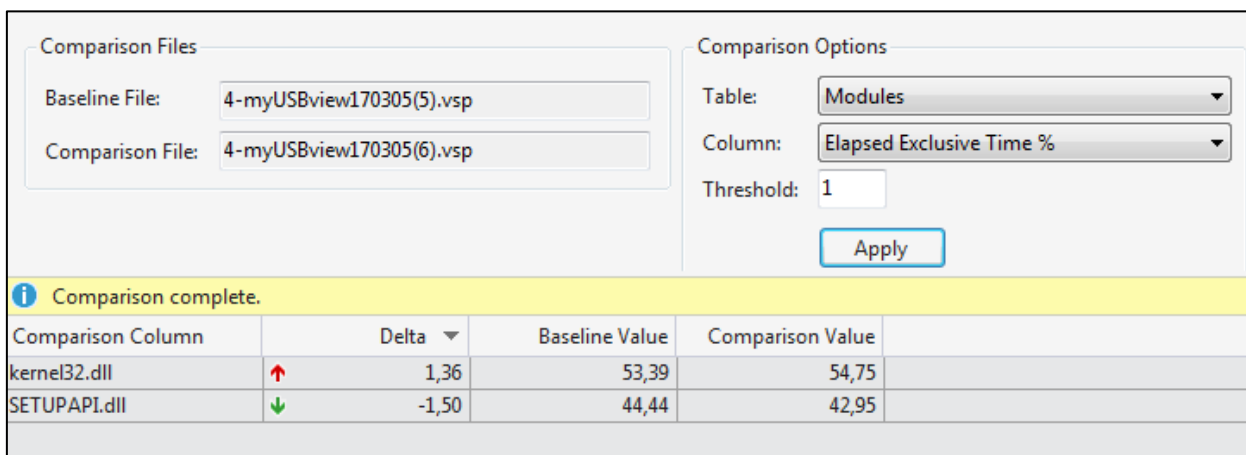 Comparison Files
Baseline File: 4-myUSBview170305(5).vsp
Comparison File: 4-myUSBview170305(6).vsp
Comparison Options
Table: Modules
Column: Elapsed Exclusive Time %
Threshold: 1
Apply
Comparison complete.
Comparison Column Delta Baseline Value Comparison Value
kernel32.dll 1,36 53,39 54,75
SETUPAPI.dll -1,50 44,44 42,95